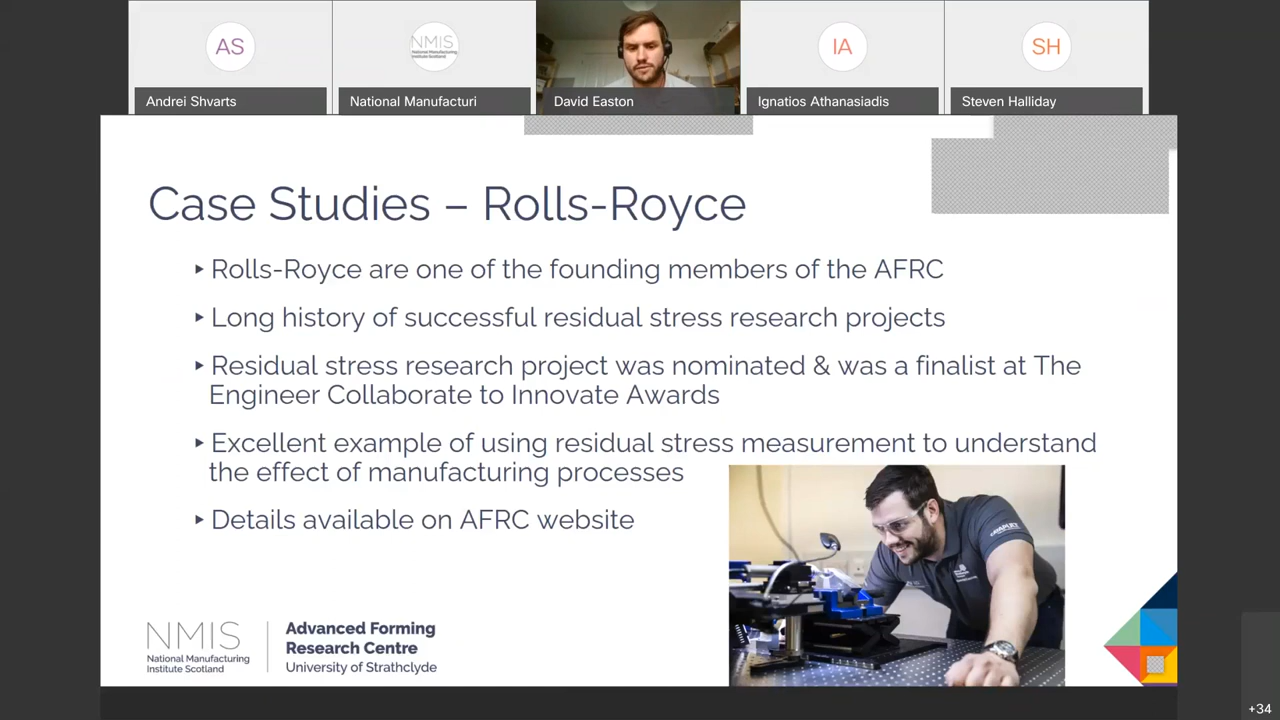 AS
NMIS
National Manufacturing
Institute Scotland
IA
SH
Andrei Shvarts
National Manufacturi
David Easton
Ignatios Athanasiadis
Steven Halliday
Case Studies – Rolls-Royce
Rolls-Royce are one of the founding members of the AFRC
Long history of successful residual stress research projects
Residual stress research project was nominated & was a finalist at The
Engineer Collaborate to Innovate Awards
Excellent example of using residual stress measurement to understand
the effect of manufacturing processes
Details available on AFRC website
NMIS
National Manufacturing
Institute Scotland
Advanced Forming
Research Centre
University of Strathclyde
+34